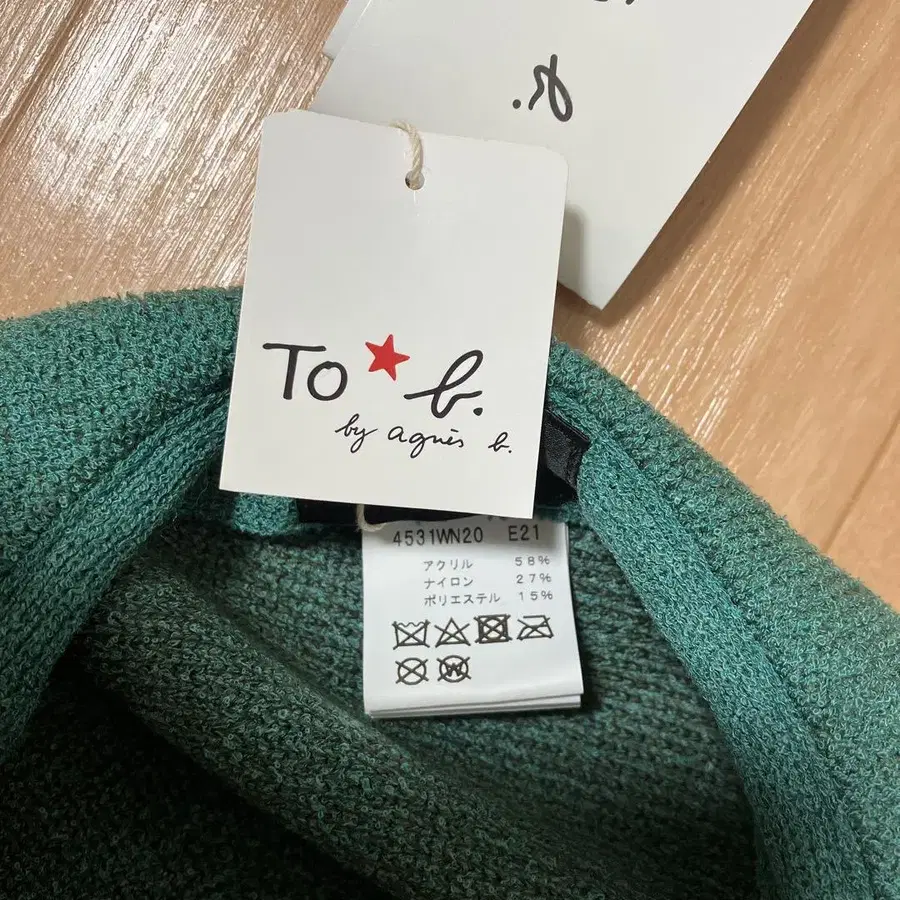 b.
To★b.
by agnès b.
4531WN20 E21
アクリル 58%
ナイロン 27%
ポリエステル 15%